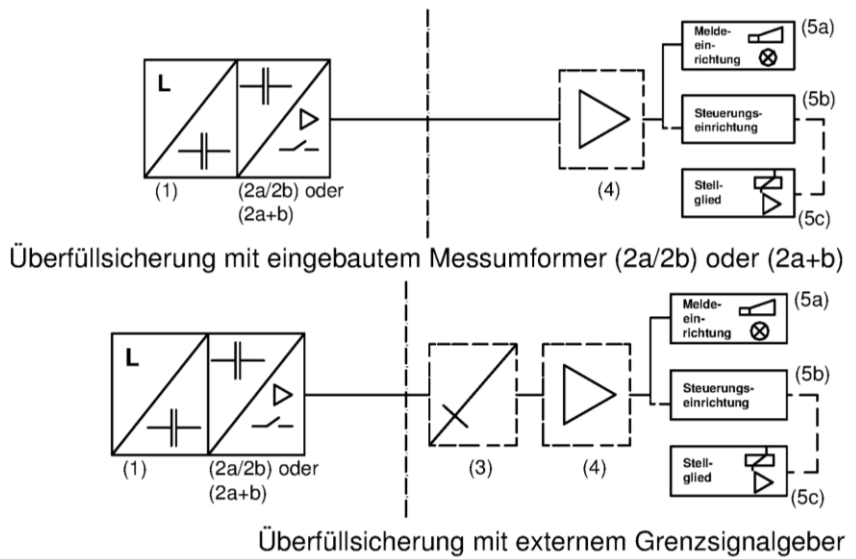 L
(1)
(2a/2b) oder
(2a+b)
(4)
Melde-
ein-
richtung
(5a)
Steuerungs-
einrichtung
(5b)
Stell-
glied
(5c)
Überfüllsicherung mit eingebautem Messumformer (2a/2b) oder (2a+b)
L
(1)
(2a/2b) oder
(2a+b)
(3)
(4)
Melde-
ein-
richtung
(5a)
Steuerungs-
einrichtung
(5b)
Stell-
glied
(5c)
Überfüllsicherung mit externem Grenzsignalgeber